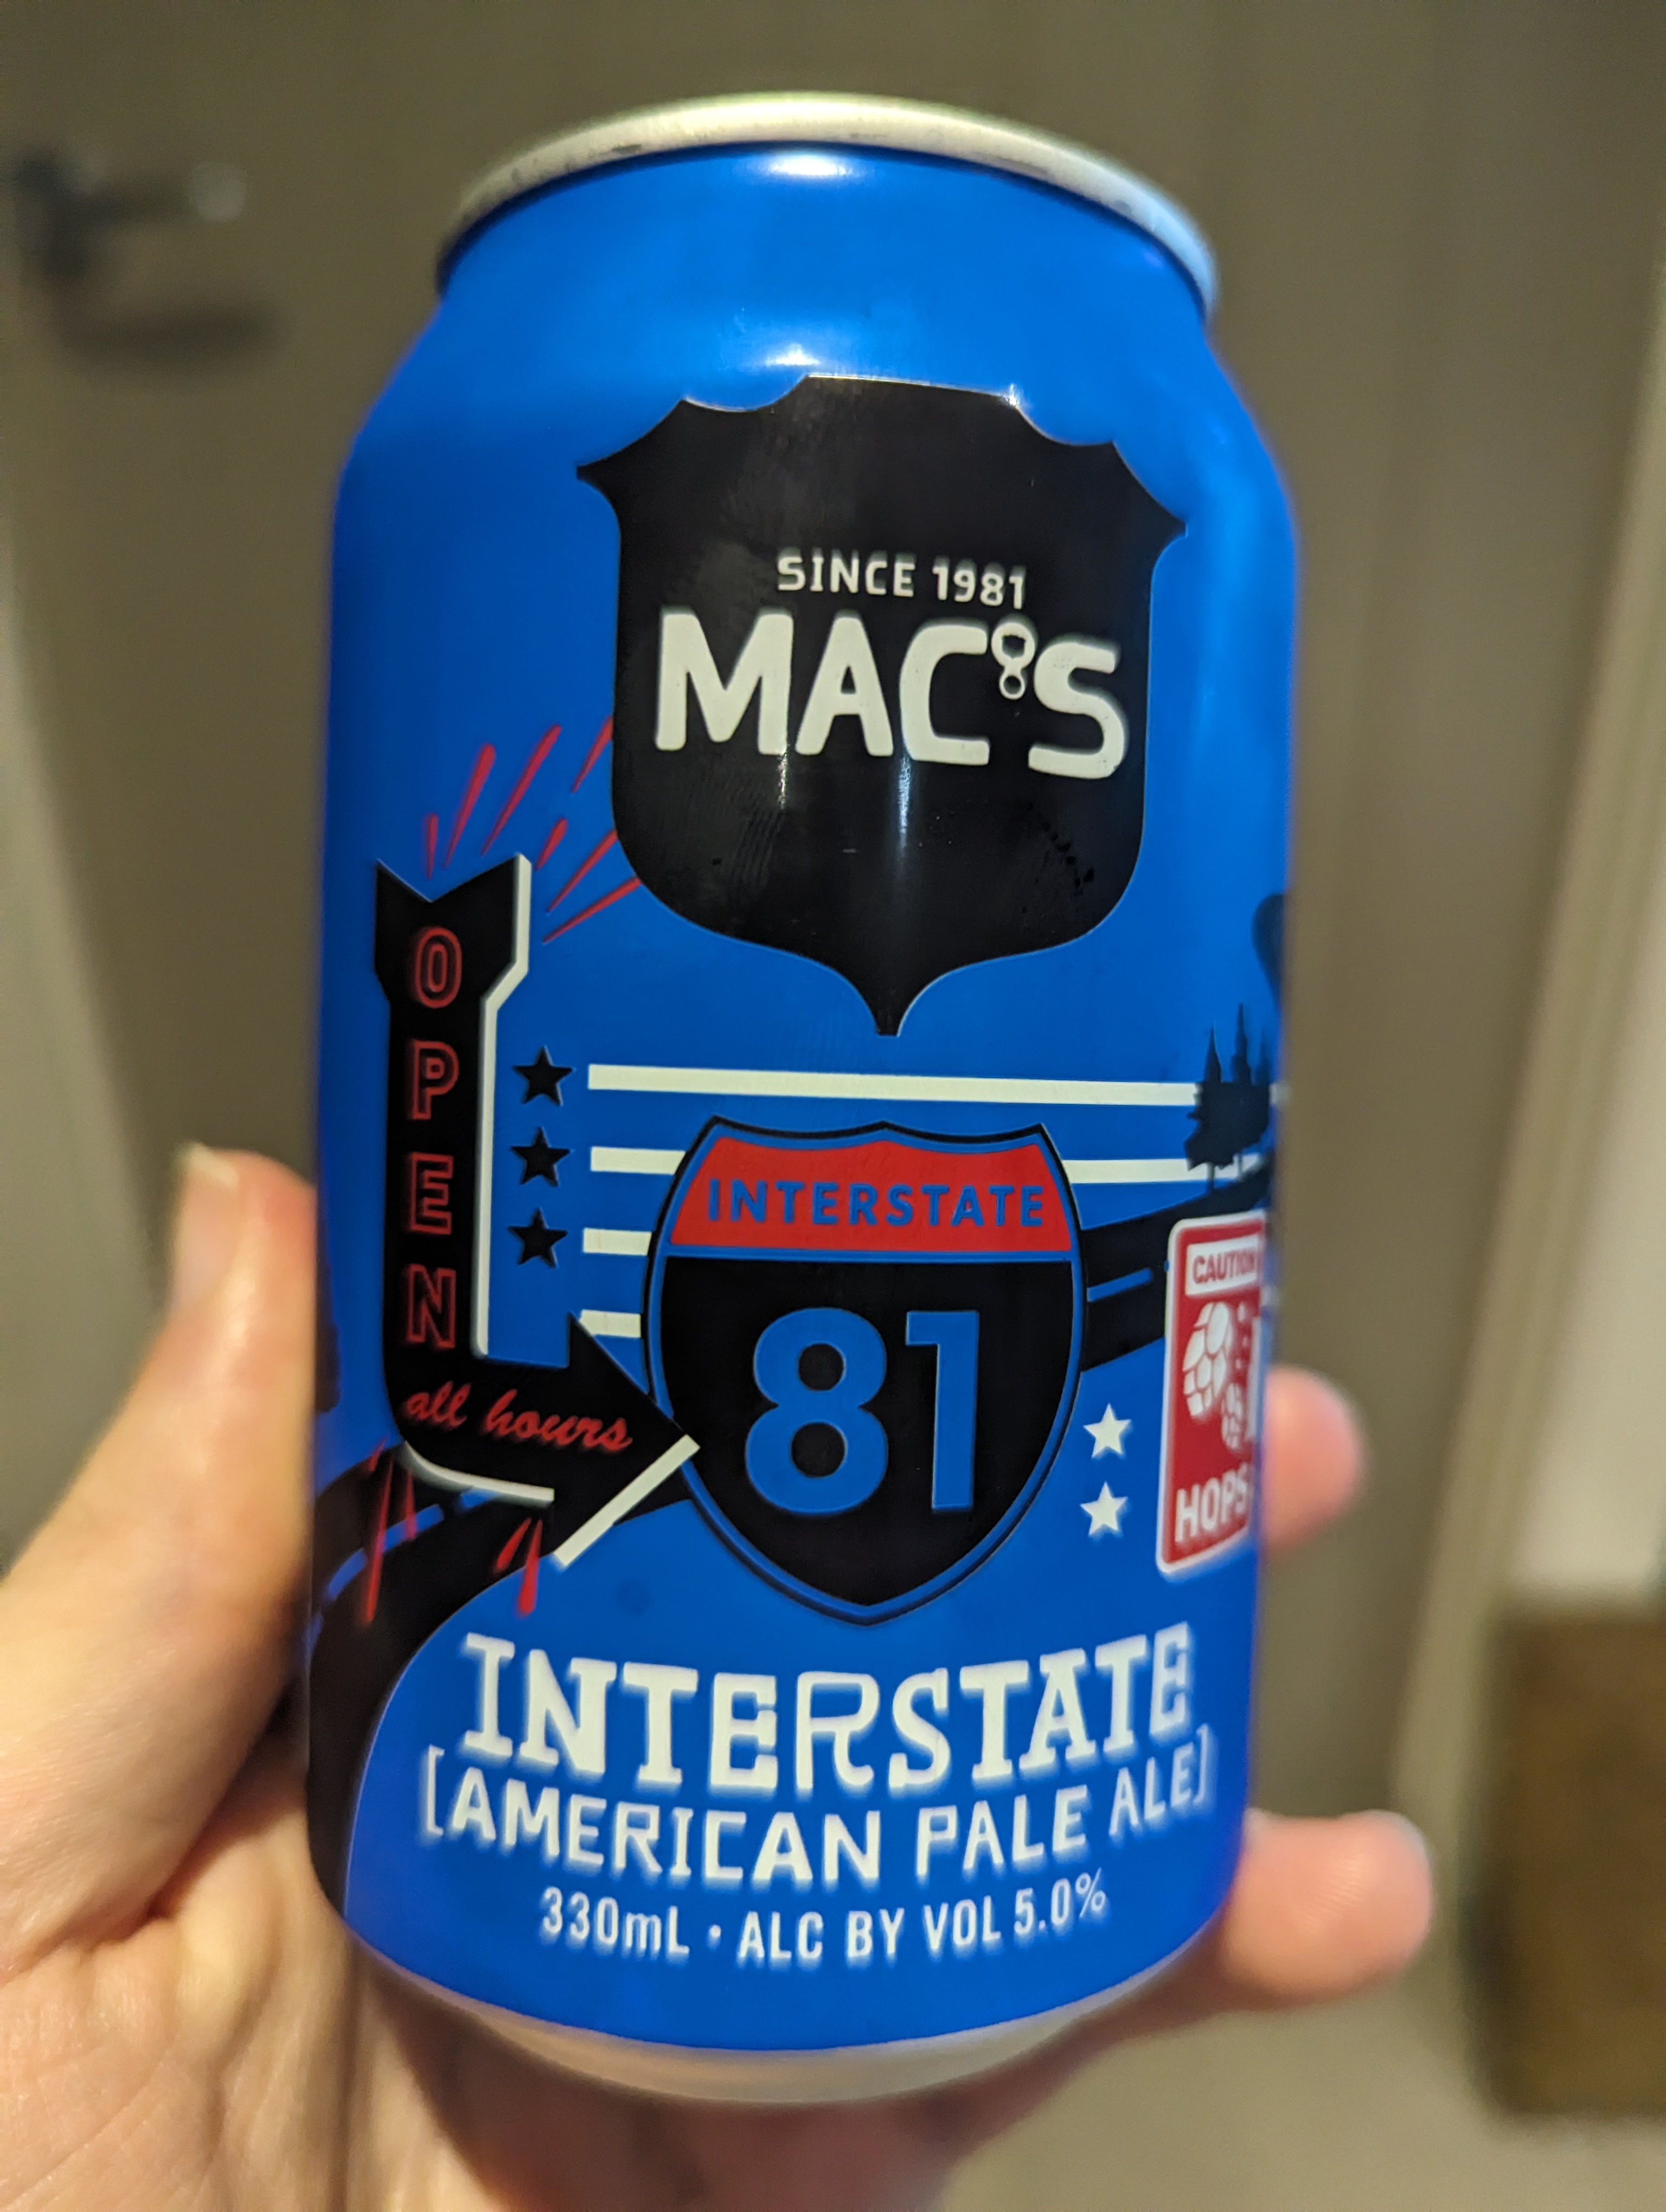 SINCE 1981
MAC'S
OPEN
all hours
INTERSTATE
81
CAUTION
HOPS
INTERSTATE
[AMERICAN PALE ALE]
330mL • ALC BY VOL 5.0%